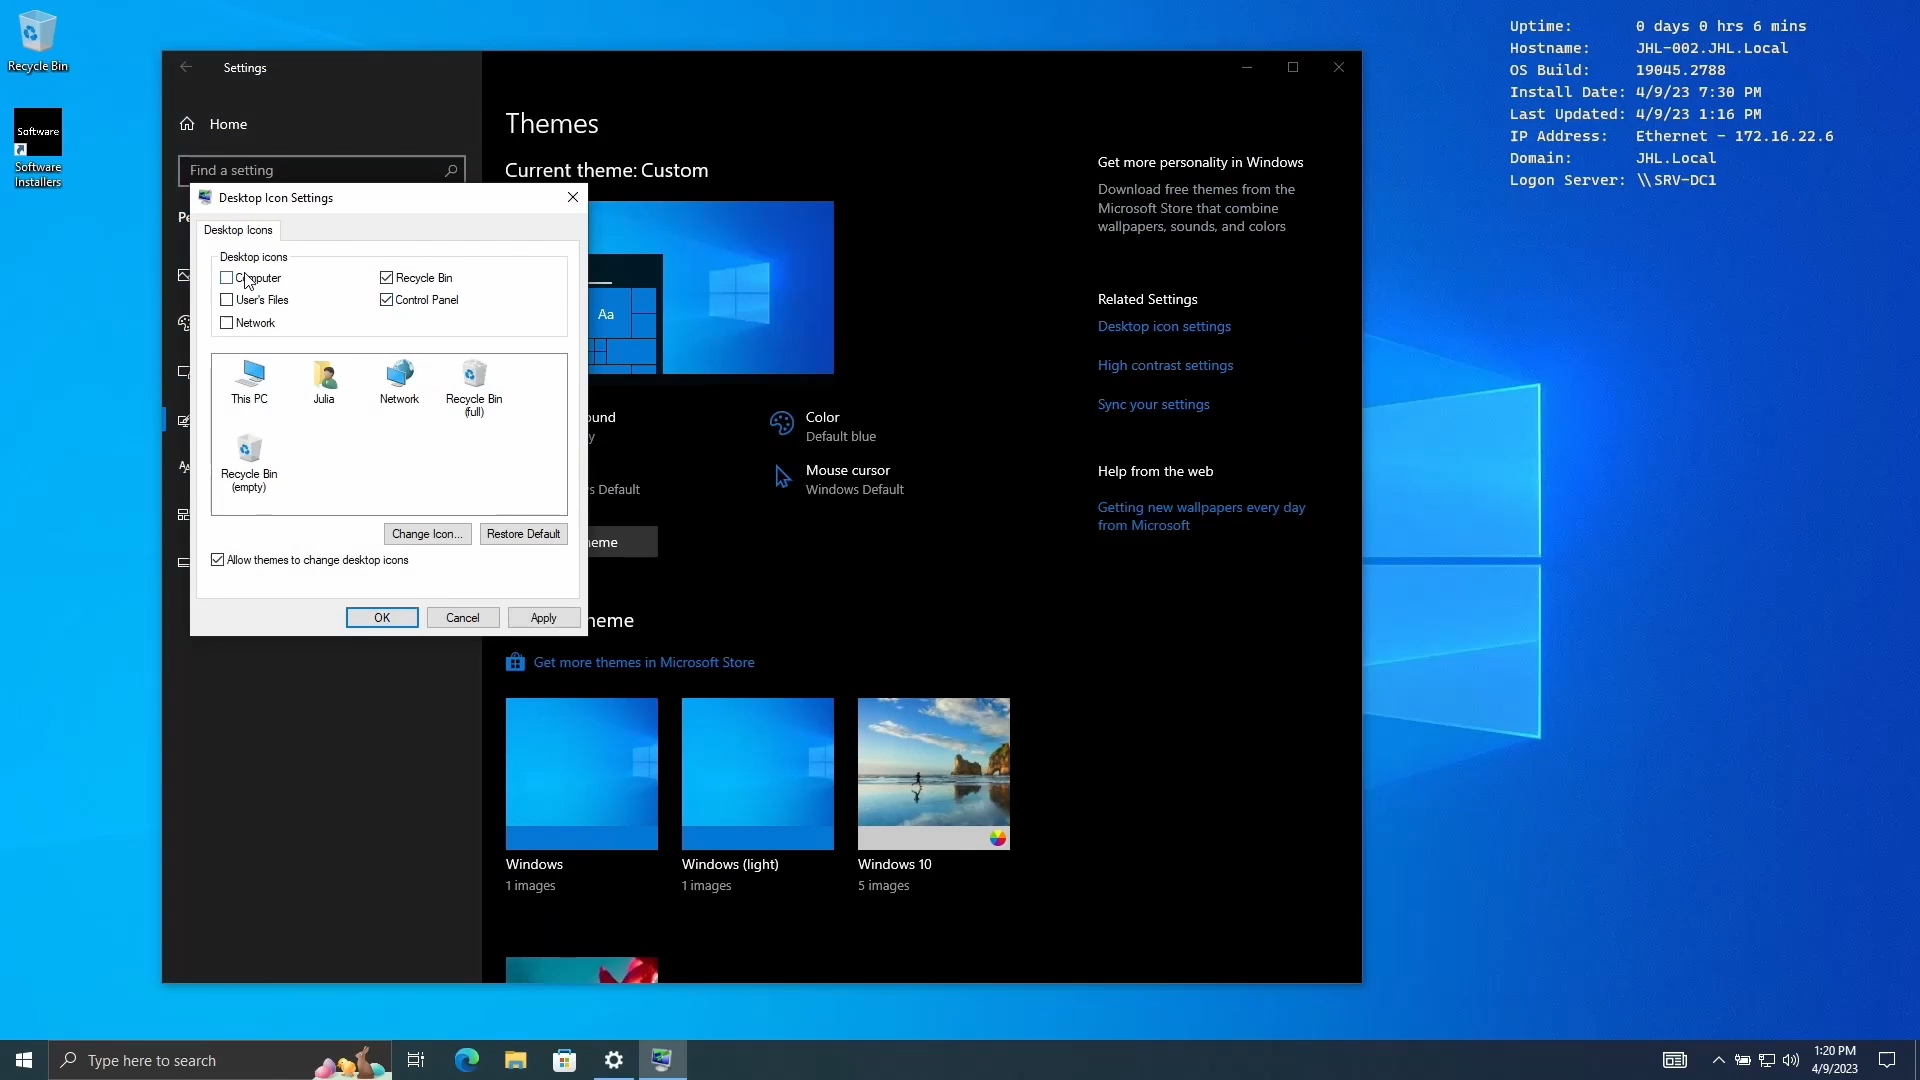 Recycle Bin
Software
Software
Installers
Uptime: 0 days 0 hrs 6 mins
Hostname: JHL-002.JHL.Local
OS Build: 19045.2788
Install Date: 4/9/23 7:30 PM
Last Updated: 4/9/23 1:16 PM
IP Address: Ethernet - 172.16.22.6
Domain: JHL.Local
Logon Server: \\SRV-DC1
Settings
Home
Find a setting
Pe
Desktop Icon Settings
Desktop Icons
Desktop icons
Computer
Recycle Bin
User's Files
Control Panel
Network
This PC
Julia
Network
Recycle Bin
(full)
Recycle Bin
(empty)
Change Icon...
Restore Default
Allow themes to change desktop icons
OK
Cancel
Apply
Themes
Current theme: Custom
Aa
ound
y
Color
Default blue
s Default
Mouse cursor
Windows Default
eme
heme
Get more themes in Microsoft Store
Windows
1 images
Windows (light)
1 images
Windows 10
5 images
Get more personality in Windows
Download free themes from the
Microsoft Store that combine
wallpapers, sounds, and colors
Related Settings
Desktop icon settings
High contrast settings
Sync your settings
Help from the web
Getting new wallpapers every day
from Microsoft
Type here to search
1:20 PM
4/9/2023